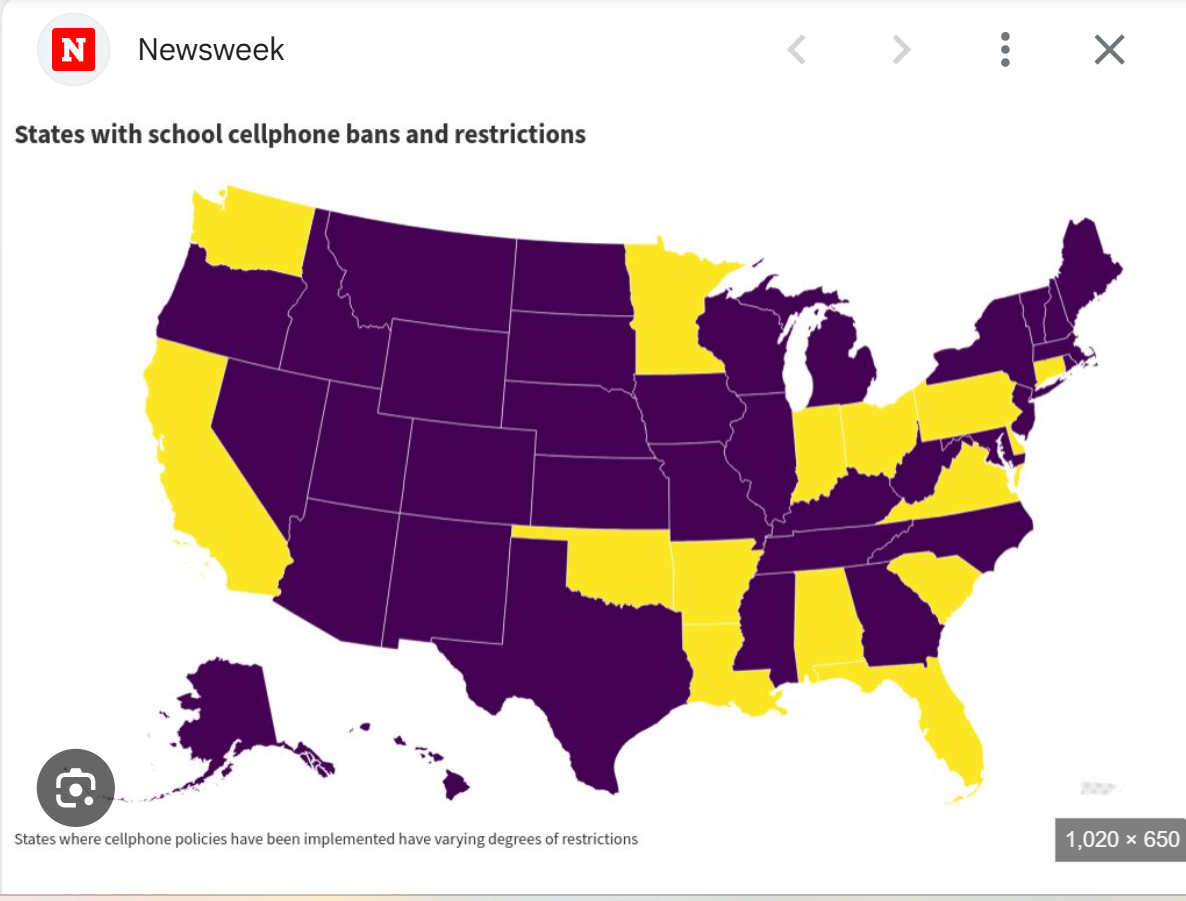 N
Newsweek
States with school cellphone bans and restrictions
States where cellphone policies have been implemented have varying degrees of restrictions
1,020 × 650